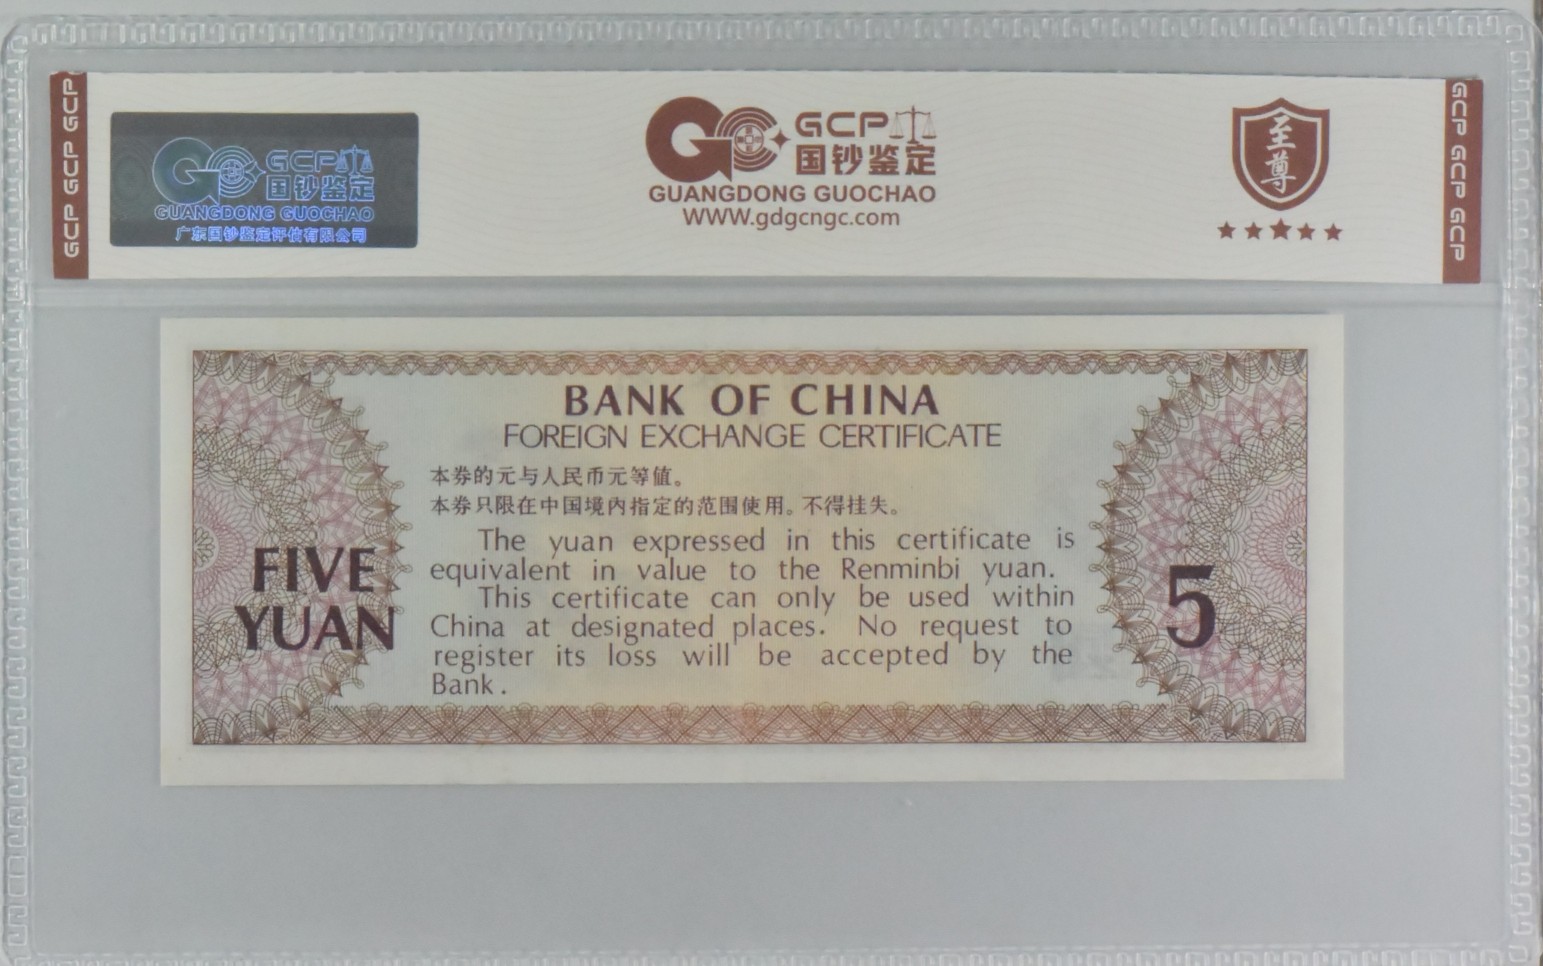 GCP GCP GCP
GCP国钞鉴定
GUANGDONG GUOCHAO
广东国钞鉴定评估有限公司
GCP
国钞鉴定
GUANGDONG GUOCHAO
WWW.gdgcngc.com
至尊
GCP GCP GCP
BANK OF CHINA
FOREIGN EXCHANGE CERTIFICATE
本券的元与人民币元等值。
本券只限在中国境内指定的范围使用。不得挂失。
The yuan expressed in this certificate is
equivalent in value to the Renminbi yuan.
This certificate can only be used within
China at designated places. No request to
register its loss will be accepted by the
Bank.
FIVE
YUAN
5